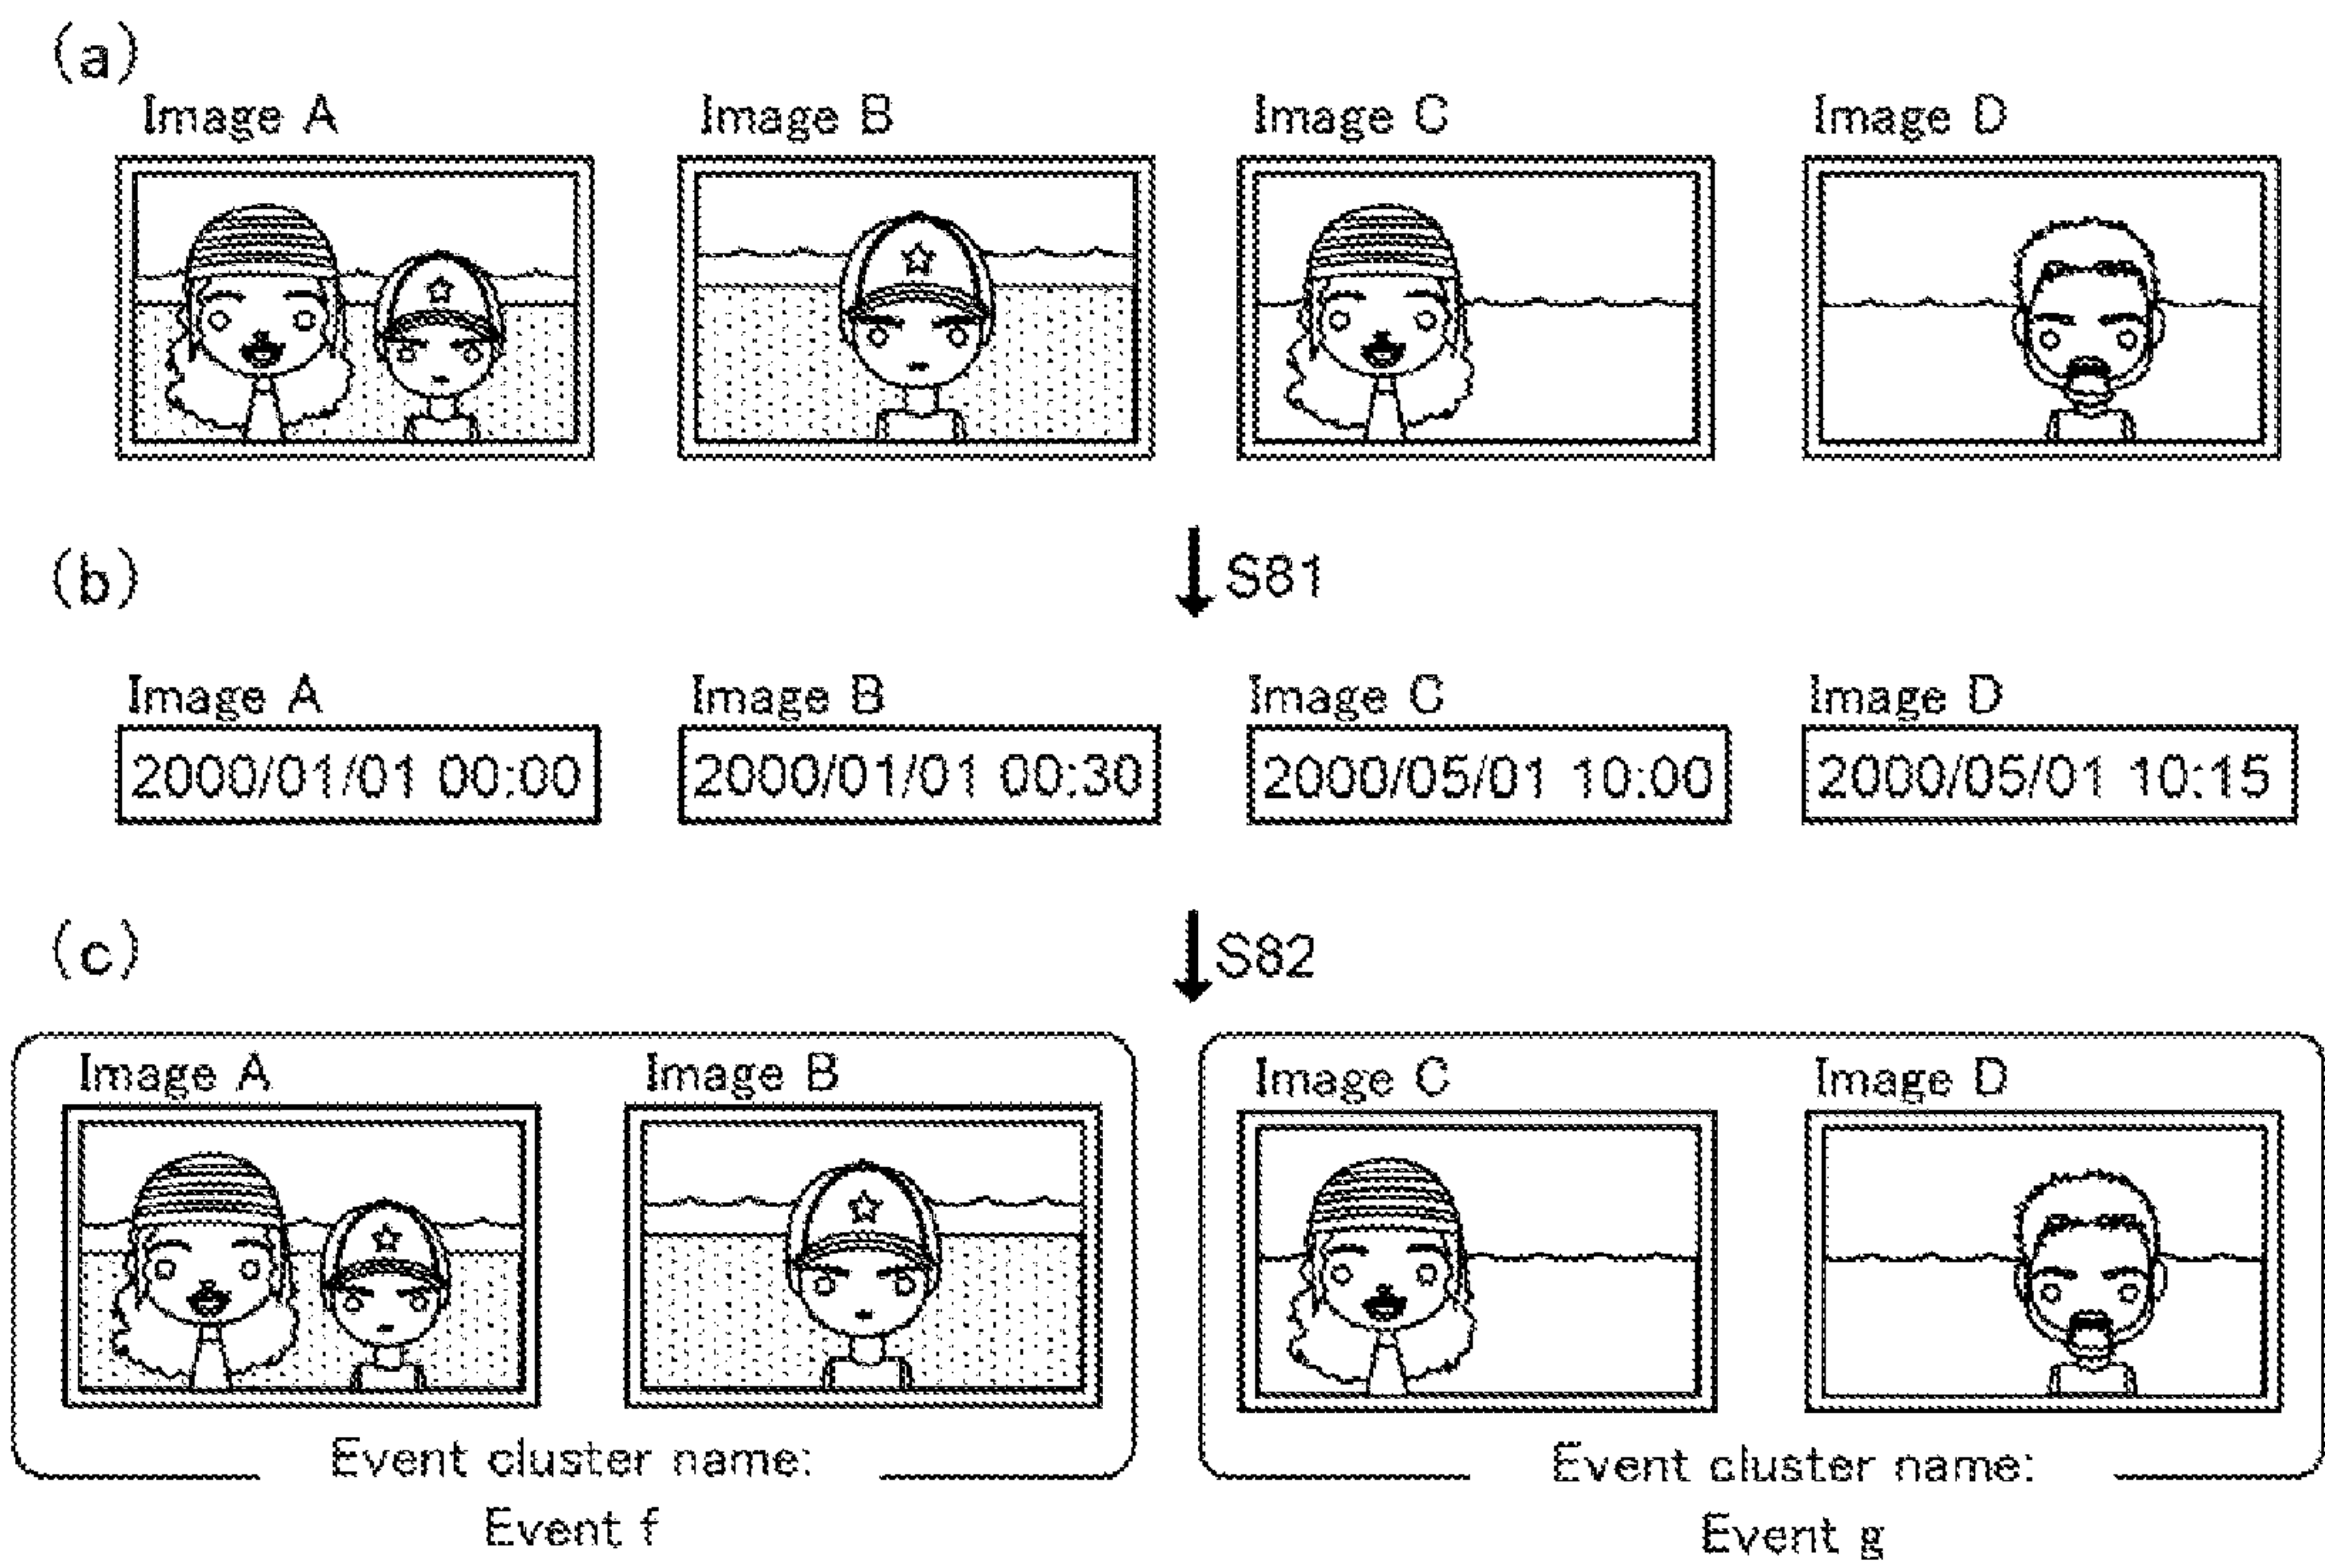 (a)
Image A Image B Image C Image D
S81
(b)
Image A Image B Image C Image D
2000/01/01 00:00 2000/01/01 00:30 2000/05/01 10:00 2000/05/01 10:15
S82
(c)
Image A Image B Image C Image D
Event cluster name: Event cluster name:
Event f Event g